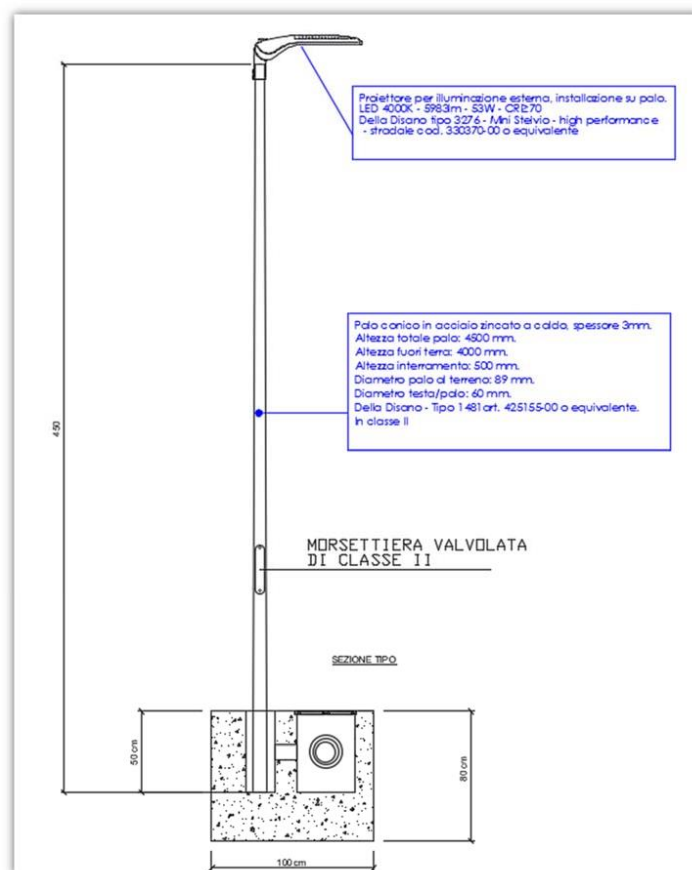 Proiettore per illuminazione esterna, installazione su palo.
LED 4000K - 5983lm - 53W - CRI≥70
Della Disano tipo 3276 - Mini Stelvio - high performance
- stradale cod. 330370-00 o equivalente
Palo conico in acciaio zincato a caldo, spessore 3mm.
Altezza totale palo: 4500 mm.
Altezza fuori terra: 4000 mm.
Altezza interramento: 500 mm.
Diametro palo al terreno: 89 mm.
Diametro testa/palo: 60 mm.
Della Disano - Tipo 1481 art. 425155-00 o equivalente.
In classe II
450
MORSETTIERA VALVOLATA
DI CLASSE II
SEZIONE TIPO
50 cm
80 cm
100 cm